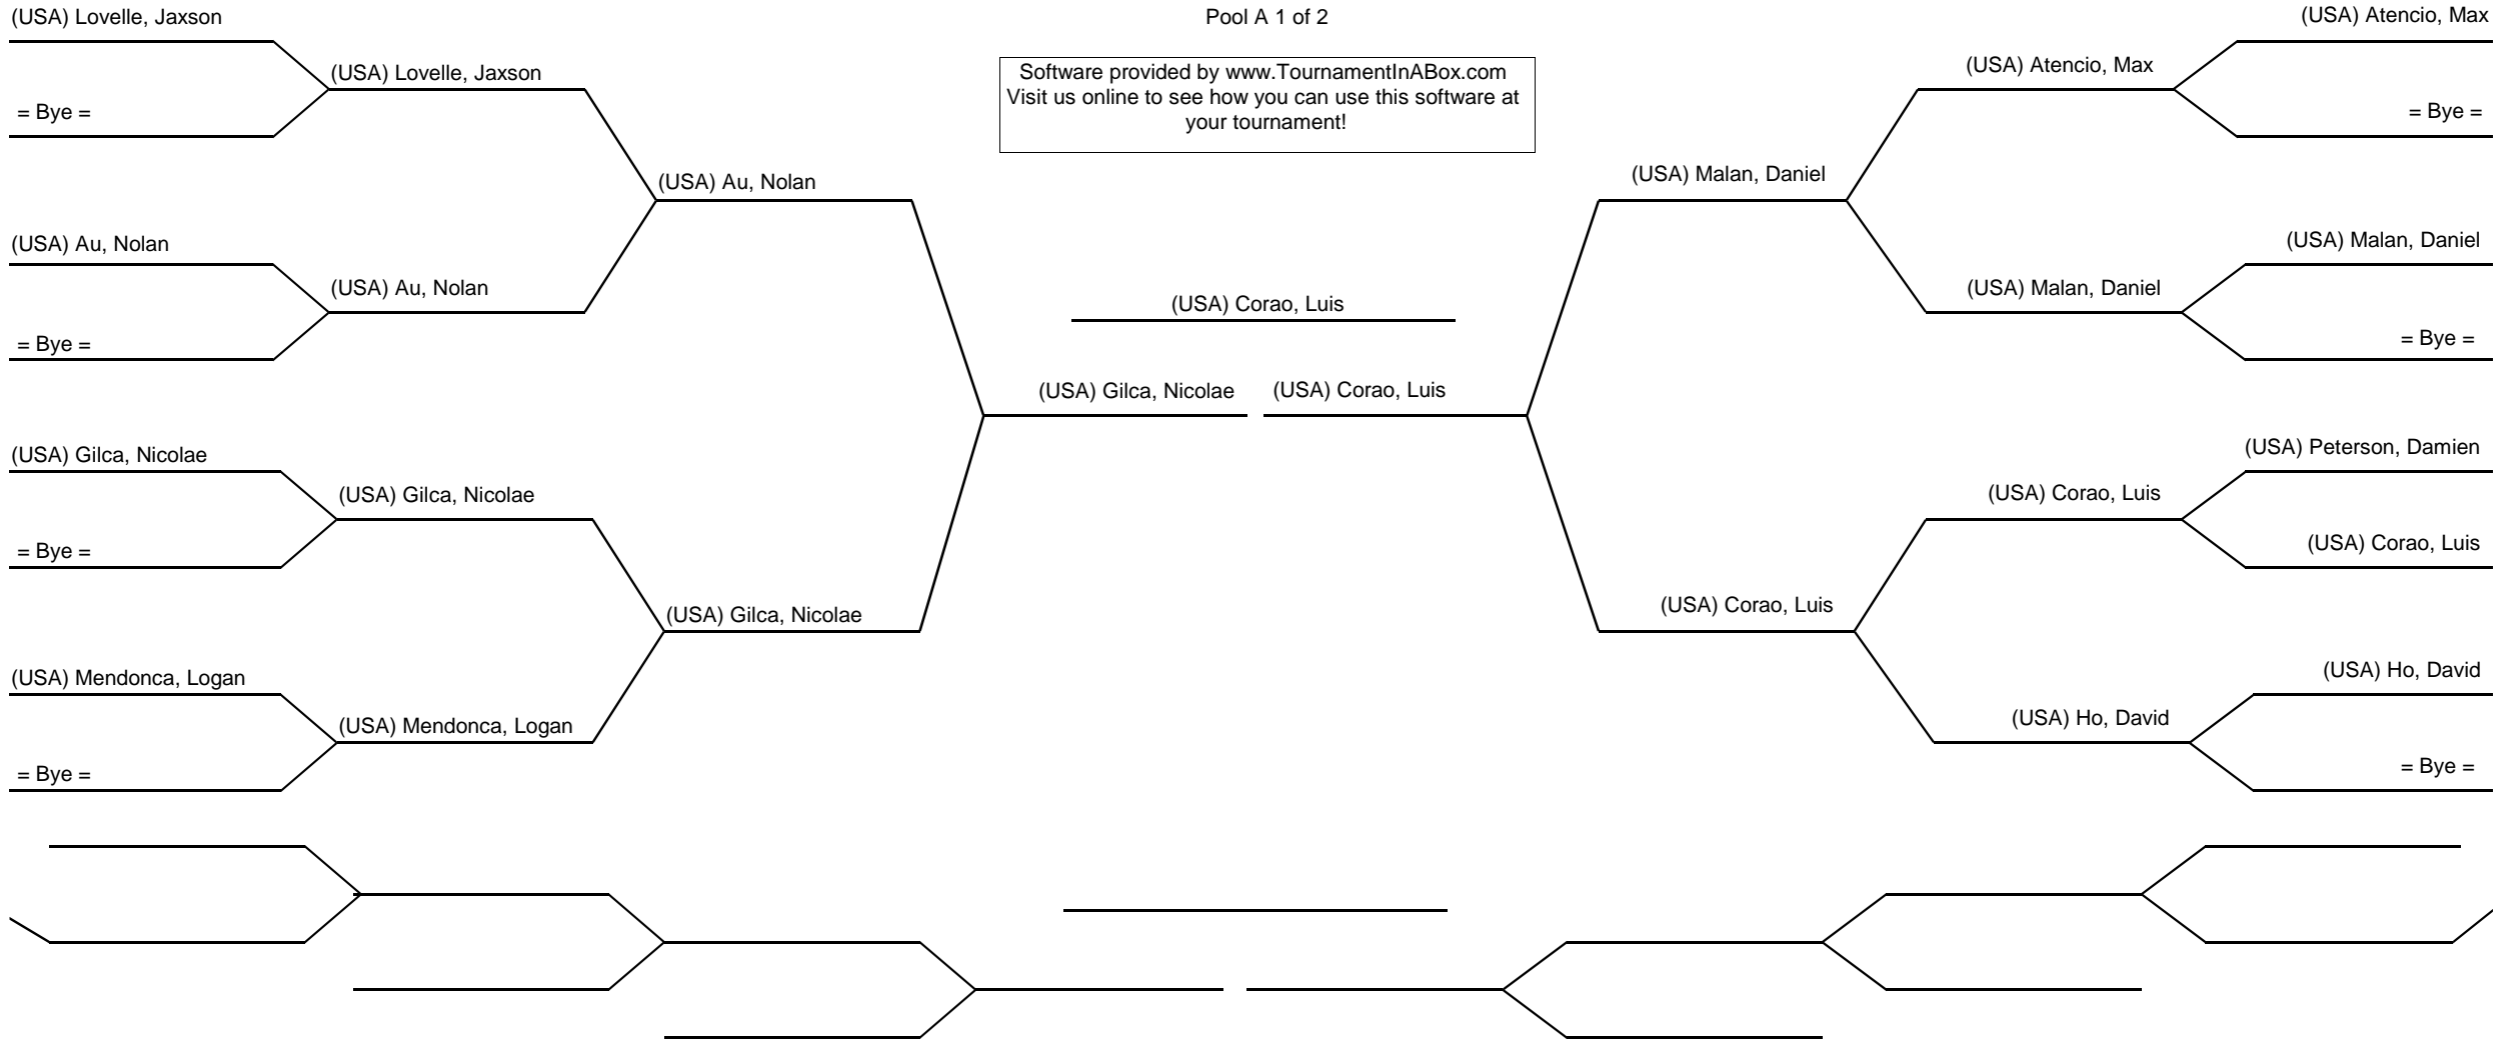 Pool A 1 of 2
Software provided by www.TournamentInABox.com
Visit us online to see how you can use this software at
your tournament!
(USA) Lovelle, Jaxson
= Bye =
(USA) Au, Nolan
= Bye =
(USA) Gilca, Nicolae
= Bye =
(USA) Mendonca, Logan
= Bye =
(USA) Lovelle, Jaxson
(USA) Au, Nolan
(USA) Gilca, Nicolae
(USA) Mendonca, Logan
(USA) Au, Nolan
(USA) Gilca, Nicolae
(USA) Gilca, Nicolae
(USA) Corao, Luis
(USA) Corao, Luis
(USA) Malan, Daniel
(USA) Corao, Luis
(USA) Atencio, Max
(USA) Malan, Daniel
(USA) Corao, Luis
(USA) Ho, David
(USA) Atencio, Max
= Bye =
(USA) Malan, Daniel
= Bye =
(USA) Peterson, Damien
(USA) Corao, Luis
(USA) Ho, David
= Bye =